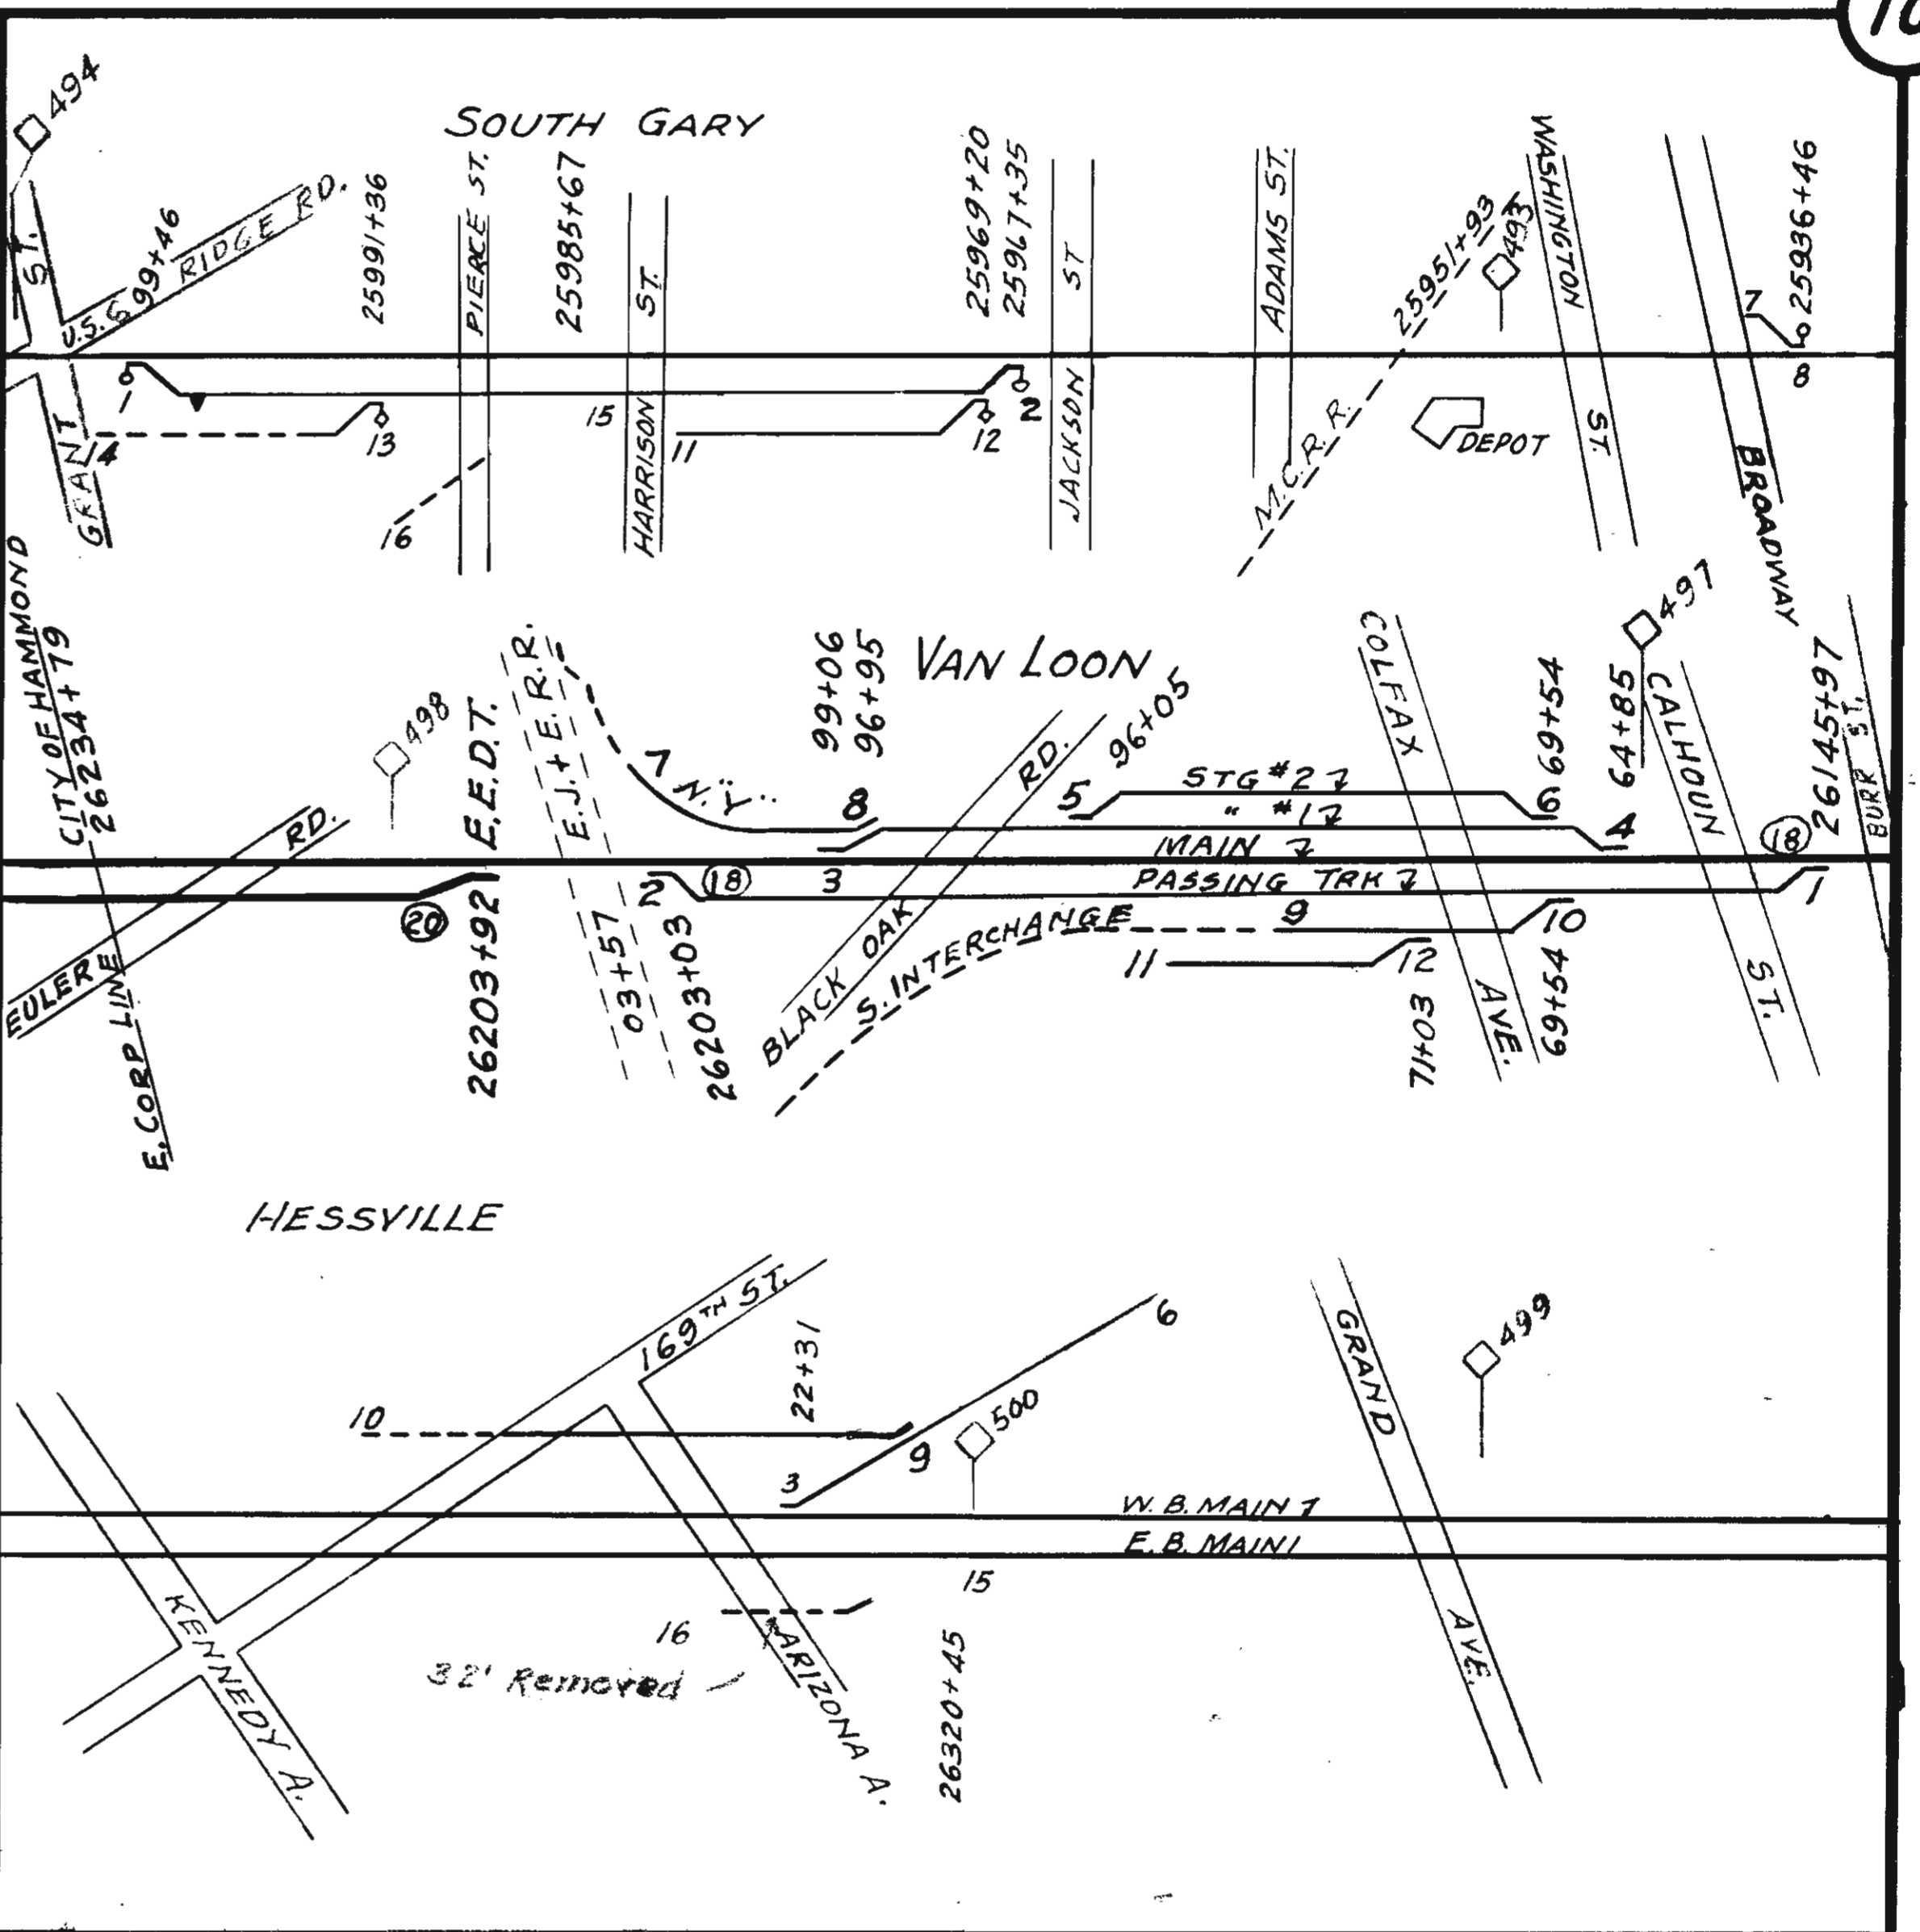 SOUTH GARY
494
ST.
U.S. 6
99+46
RIDGE RD.
25991+36
PIERCE ST.
25985+67
HARRISON ST.
25969+20
25967+35
JACKSON ST
ADAMS ST.
25951+93
493
WASHINGTON ST.
7
25936+46
8
1
14
13
15
11
12
2
16
GRANT
M.C.R.R.
DEPOT
BROADWAY
VAN LOON
CITY OF HAMMOND
26234+79
498
E.E.D.T.
E.J.+E.R.R.
7
N.Y.
99+06
96+95
8
RD.
96+05
5
STG #2
" #1
COLFAX
6
69+54
64+85
497
4
CALHOUN
18
26145+97
BURR ST.
RD.
MAIN
PASSING TRK
20
26203+92
2
18
3
1
S. INTERCHANGE
9
10
11
12
EULER
E. CORP LINE
03+57
26203+03
BLACK OAK
71+03
AVE.
69+54
ST.
HESSVILLE
169TH ST.
22+31
6
GRAND
499
10
9
500
3
W.B. MAIN
E.B. MAIN
15
16
32' Removed
KENNEDY A.
ARIZONA A.
26320+45
AVE.